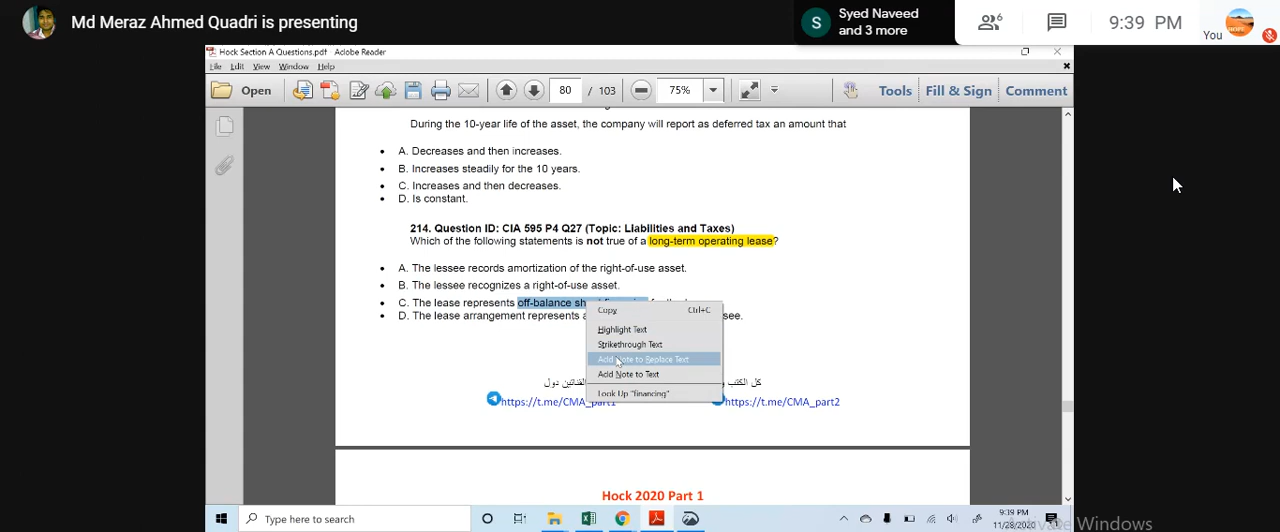 Md Meraz Ahmed Quadri is presenting
S
Syed Naveed
and 3 more
6
9:39 PM
You
Hock Section A Questions.pdf - Adobe Reader
File Edit View Window Help
Open
80 / 103
75%
Tools
Fill & Sign
Comment
During the 10-year life of the asset, the company will report as deferred tax an amount that
• A. Decreases and then increases.
• B. Increases steadily for the 10 years.
• C. Increases and then decreases.
• D. Is constant.
214. Question ID: CIA 595 P4 Q27 (Topic: Liabilities and Taxes)
Which of the following statements is not true of a long-term operating lease?
• A. The lessee records amortization of the right-of-use asset.
• B. The lessee recognizes a right-of-use asset.
• C. The lease represents off-balance
• D. The lease arrangement represents
Copy Ctrl+C
Highlight Text
Strikethrough Text
Add Note to Replace Text
Add Note to Text
Look Up "financing"
كل الكتب
دول
https://t.me/CMA_part1
https://t.me/CMA_part2
Hock 2020 Part 1
Type here to search
9:39 PM
11/28/2020
Activate Windows